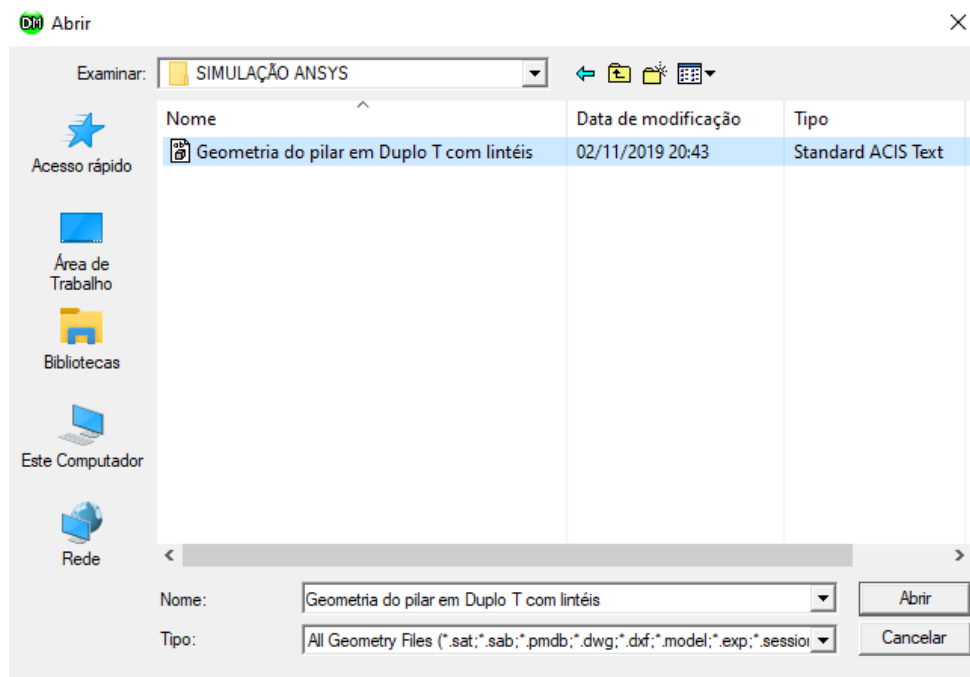 DM Abrir
Examinar: SIMULAÇÃO ANSYS
Nome Data de modificação Tipo
Geometria do pilar em Duplo T com lintéis 02/11/2019 20:43 Standard ACIS Text
Acesso rápido
Área de
Trabalho
Bibliotecas
Este Computador
Rede
Nome: Geometria do pilar em Duplo T com lintéis Abrir
Tipo: All Geometry Files (*.sat;*.sab;*.pmdb;*.dwg;*.dxf;*.model;*.exp;*.session Cancelar